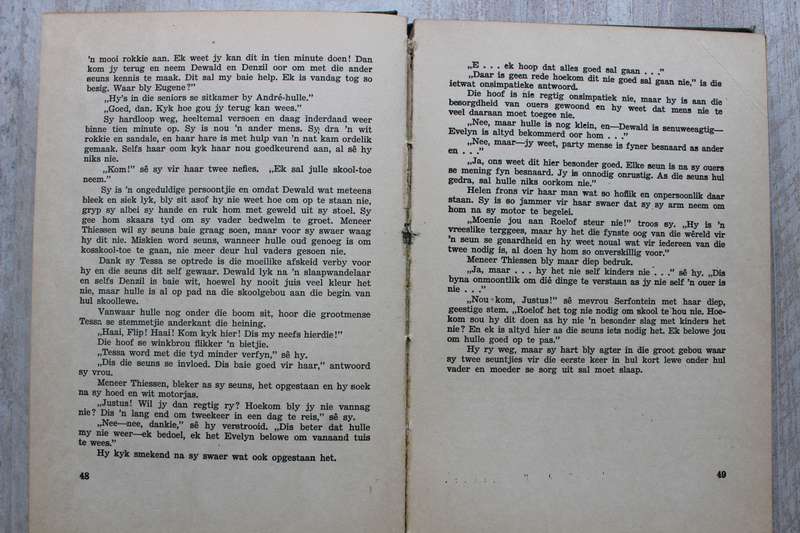 'n mooi rokkie aan. Ek weet jy kan dit in tien minute doen! Dan
kom jy terug en neem Dewald en Denzil oor om met die ander
seuns kennis te maak. Dit sal my baie help. Ek is vandag tog so
besig. Waar bly Eugene?”
„Hy's in die seniors se sitkamer by André-hulle.”
„Goed, dan. Kyk hoe gou jy terug kan wees.”
Sy hardloop weg, heeltemal versoen en daag inderdaad weer
binne tien minute op. Sy is nou 'n ander mens. Sy dra 'n wit
rokkie en sandale, en haar hare is met hulp van 'n nat kam ordelik
gemaak. Selfs haar oom kyk haar nou goedkeurend aan, al sê hy
niks nie.
„Kom!” sê sy vir haar twee nefies. „Ek sal julle skool-toe
neem.”
Sy is 'n ongeduldige persoontjie en omdat Dewald wat meteens
bleek en siek lyk, bly sit asof hy nie weet hoe om op te staan nie,
gryp sy albei sy hande en ruk hom met geweld uit sy stoel. Sy
gee hom geen kans om sy vader bedwelm te groet. Meneer
Thiessen wil sy seuns baie graag soen, maar voor sy swaer waag
hy dit nie. Miskien word seuns, wanneer hulle oud genoeg is om
kosskool-toe te gaan, nie meer deur hul vaders gesoen nie.
Dank sy Tessa se optrede is die moeilike afskeid verby voor
hy en die seuns dit self gewaar. Dewald lyk na 'n slaapwandelaar
en selfs Denzil is baie wit, hoewel hy nooit juis veel kleur het
nie, maar hulle is al op pad na die skoolgebou aan die begin van
hul skoollewe.
Vanwaar hulle nog onder die boom sit, hoor die grootmense
Tessa se stemmetjie anderkant die heining.
„Haai, Flip! Haai! Kom kyk hier! Dis my neefs hierdie!”
Die hoof se winkbrou flikker 'n bietjie.
„Tessa word met die tyd minder verfyn,” sê hy.
„Dis die seuns se invloed. Dis baie goed vir haar,” antwoord
sy vrou.
Meneer Thiessen, bleker as sy seuns, het opgestaan en hy soek
na sy hoed en wit motorjas.
„Justus! Wil jy dan regtig ry? Hoekom bly jy nie vannag
nie? Dis 'n lang end om tweekeer in een dag te reis,” sê sy.
„Nee—nee, dankie,” sê hy verstrooid. „Dis beter dat hulle
my nie weer—ek bedoel, ek het Evelyn belowe om vanaand tuis
te wees.”
Hy kyk smekend na sy swaer wat ook opgestaan het.
48
„E . . . ek hoop dat alles goed sal gaan . . .”
„Daar is geen rede hoekom dit nie goed sal gaan nie,” is die
ietwat onsimpatieke antwoord.
Die hoof is nie regtig onsimpatiek nie, maar hy is aan die
besorgdheid van ouers gewoond en hy weet dat mens nie te
veel daaraan moet toegee nie.
„Nee, maar hulle is nog klein, en—Dewald is senuweeagtig—
Evelyn is altyd bekommerd oor hom . . .”
„Nee, maar—jy weet, party mense is fyner besnaard as ander
en . . .”
„Ja, ons weet dit hier besonder goed. Elke seun is na sy ouers
se mening fyn besnaard. Jy is onnodig onrustig. As die seuns hul
gedra, sal hulle niks oorkom nie.”
Helen frons vir haar man wat so hoflik en onpersoonlik daar
staan. Sy is so jammer vir haar swaer dat sy sy arm neem om
hom na sy motor te begelei.
„Moenie jou aan Roelof steur nie!” troos sy. „Hy is 'n
vreeslike terggees, maar hy het die fynste oog van die wêreld vir
'n seun se geaardheid en hy weet noual wat vir iedereen van die
twee nodig is, al doen hy hom so onverskillig voor.”
Meneer Thiessen bly maar diep bedruk.
„Ja, maar . . . hy het nie self kinders nie . . .” sê hy. „Dis
byna onmoontlik om dié dinge te verstaan as jy nie self 'n ouer is
nie . . .”
„Nou kom, Justus!” sê mevrou Serfontein met haar diep,
geestige stem. „Roelof het tog nie nodig om skool te hou nie. Hoe-
kom sou hy dit doen as hy nie 'n besonder slag met kinders het
nie? En ek is altyd hier as die seuns iets nodig het. Ek belowe jou
om hulle goed op te pas.”
Hy ry weg, maar sy hart bly agter in die groot gebou waar
sy twee seuntjies vir die eerste keer in hul kort lewe onder hul
vader en moeder se sorg uit sal moet slaap.
49